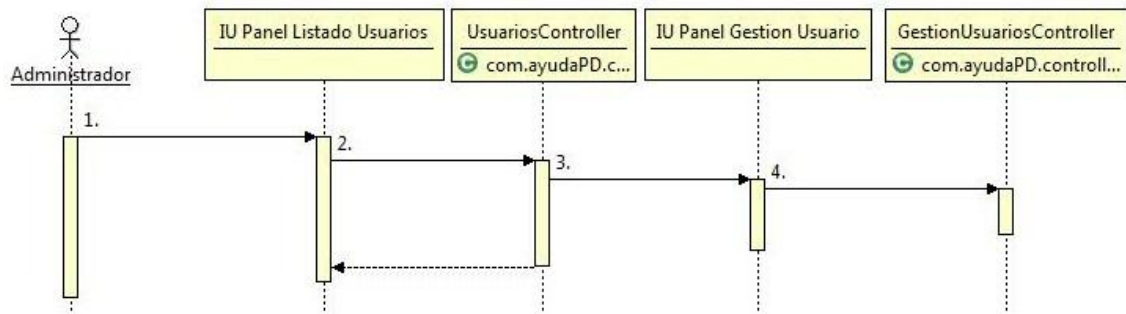 Administrador
IU Panel Listado Usuarios
UsuariosController
com.ayudaPD.c...
IU Panel Gestion Usuario
GestionUsuariosController
com.ayudaPD.controll...
1.
2.
3.
4.